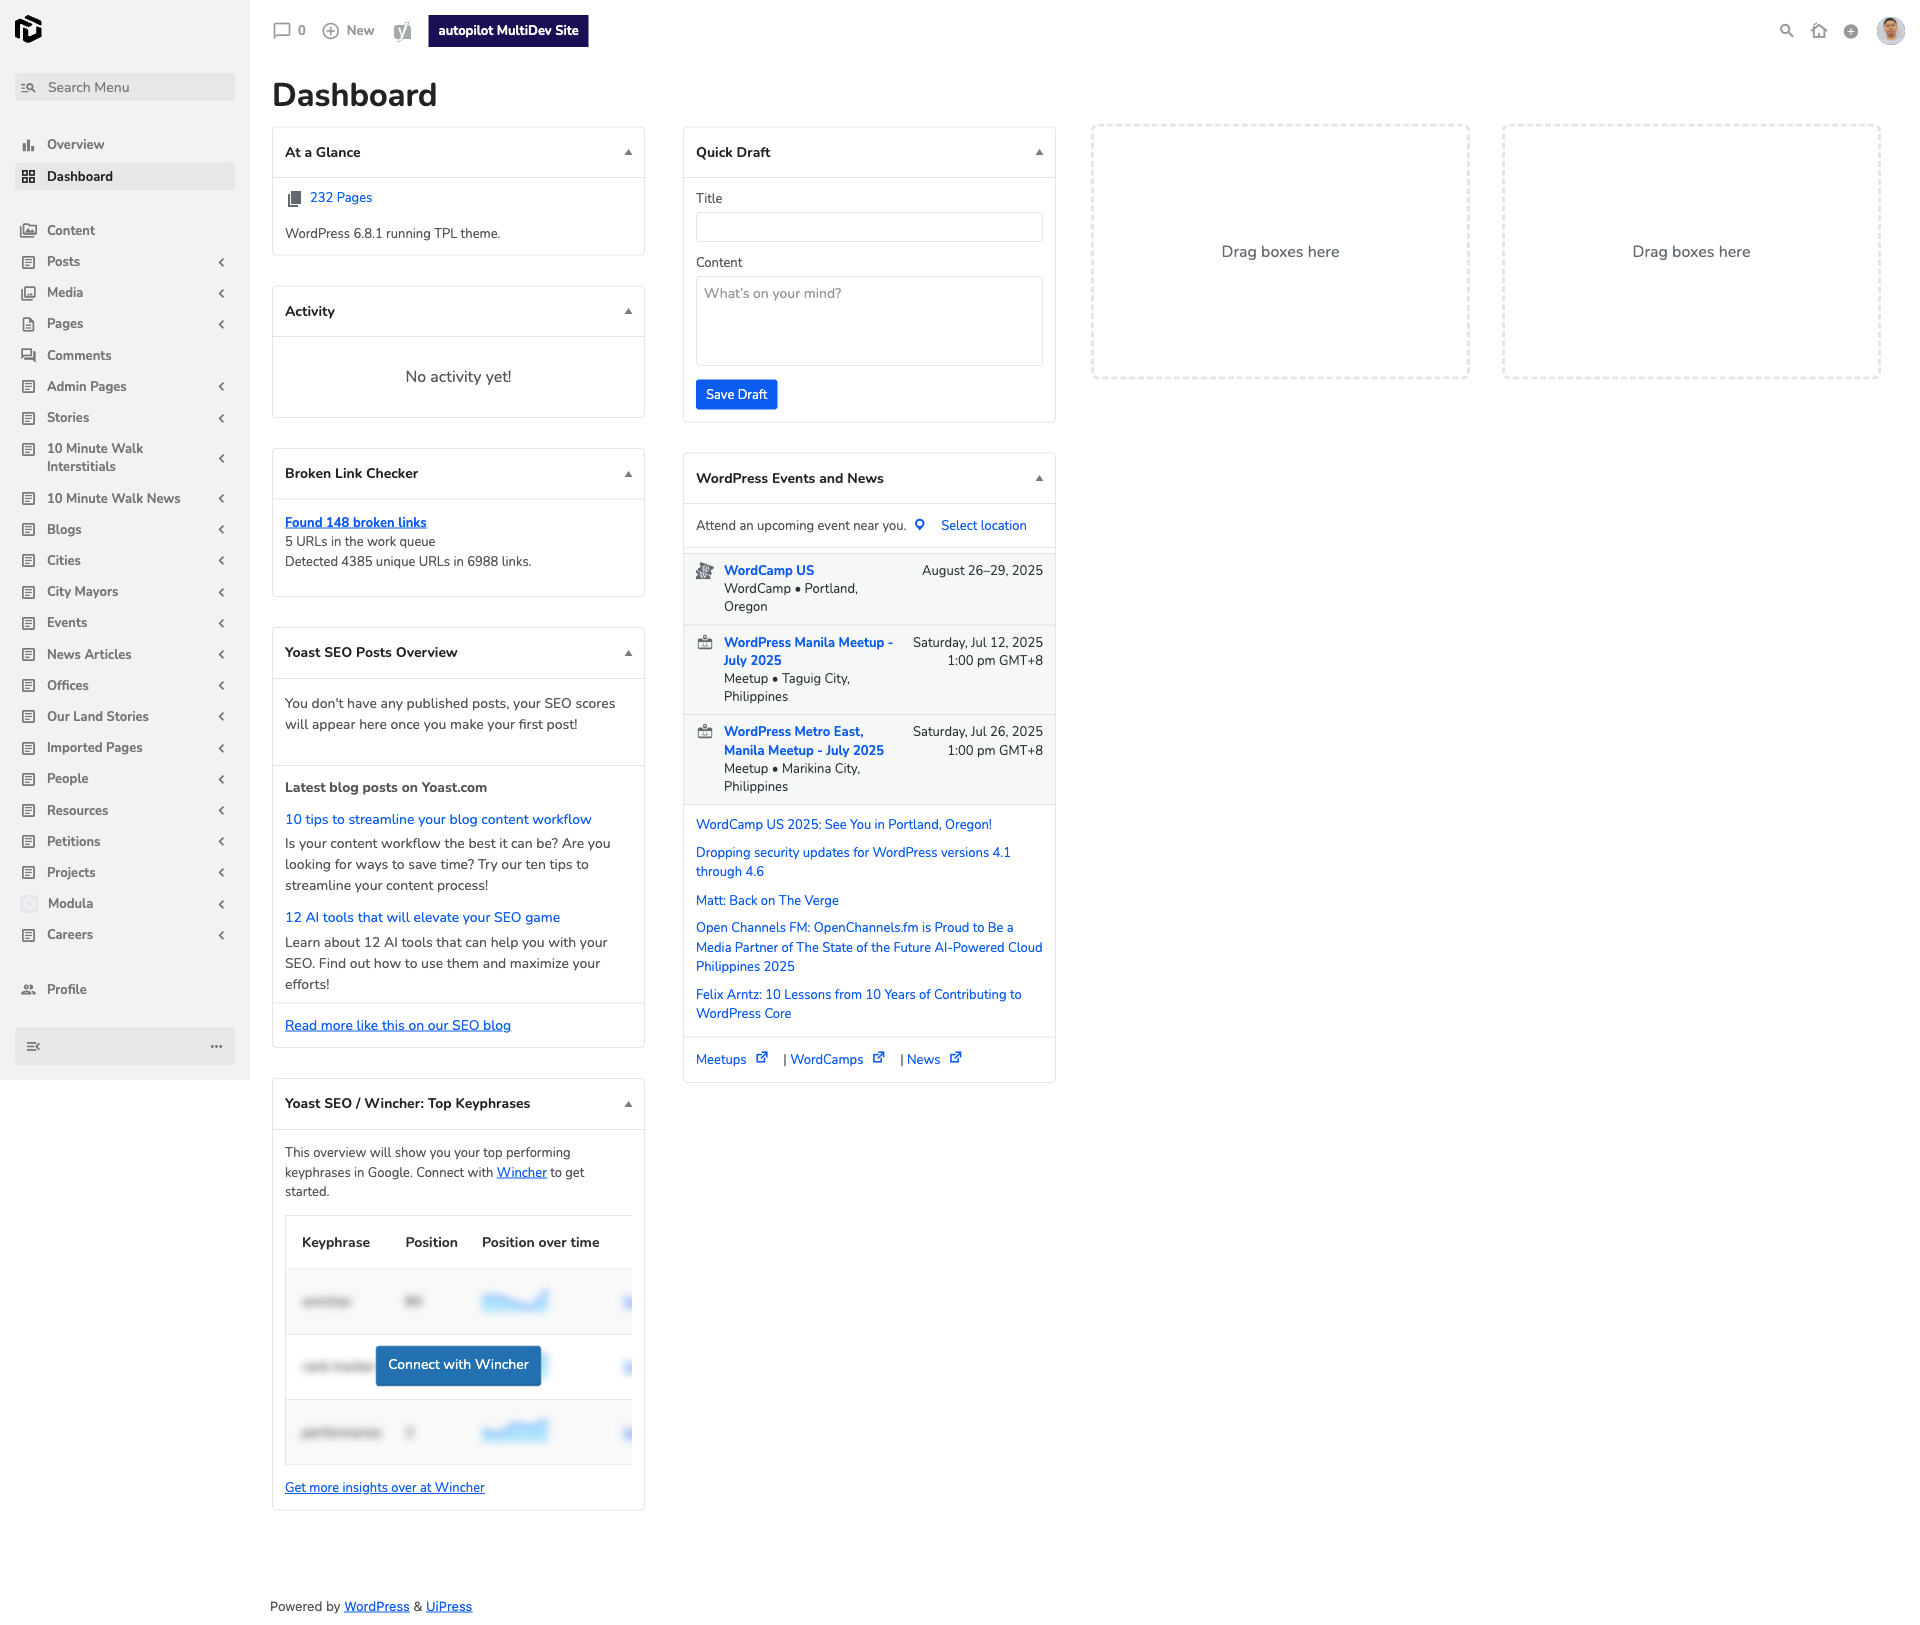 0
New
autopilot MultiDev Site
Search Menu
Overview
Dashboard
Content
Posts
Media
Pages
Comments
Admin Pages
Stories
10 Minute Walk
Interstitials
10 Minute Walk News
Blogs
Cities
City Mayors
Events
News Articles
Offices
Our Land Stories
Imported Pages
People
Resources
Petitions
Projects
Modula
Careers
Profile
Dashboard
At a Glance
232 Pages
WordPress 6.8.1 running TPL theme.
Activity
No activity yet!
Broken Link Checker
Found 148 broken links
5 URLs in the work queue
Detected 4385 unique URLs in 6988 links.
Yoast SEO Posts Overview
You don't have any published posts, your SEO scores
will appear here once you make your first post!
Latest blog posts on Yoast.com
10 tips to streamline your blog content workflow
Is your content workflow the best it can be? Are you
looking for ways to save time? Try our ten tips to
streamline your content process!
12 AI tools that will elevate your SEO game
Learn about 12 AI tools that can help you with your
SEO. Find out how to use them and maximize your
efforts!
Read more like this on our SEO blog
Yoast SEO / Wincher: Top Keyphrases
This overview will show you your top performing
keyphrases in Google. Connect with Wincher to get
started.
Keyphrase Position Position over time
Connect with Wincher
Get more insights over at Wincher
Quick Draft
Title
Content
What's on your mind?
Save Draft
WordPress Events and News
Attend an upcoming event near you. Select location
WordCamp US August 26–29, 2025
WordCamp • Portland,
Oregon
WordPress Manila Meetup - Saturday, Jul 12, 2025
July 2025 1:00 pm GMT+8
Meetup • Taguig City,
Philippines
WordPress Metro East, Saturday, Jul 26, 2025
Manila Meetup - July 2025 1:00 pm GMT+8
Meetup • Marikina City,
Philippines
WordCamp US 2025: See You in Portland, Oregon!
Dropping security updates for WordPress versions 4.1
through 4.6
Matt: Back on The Verge
Open Channels FM: OpenChannels.fm is Proud to Be a
Media Partner of The State of the Future AI-Powered Cloud
Philippines 2025
Felix Arntz: 10 Lessons from 10 Years of Contributing to
WordPress Core
Meetups | WordCamps | News
Drag boxes here
Drag boxes here
Powered by WordPress & UiPress